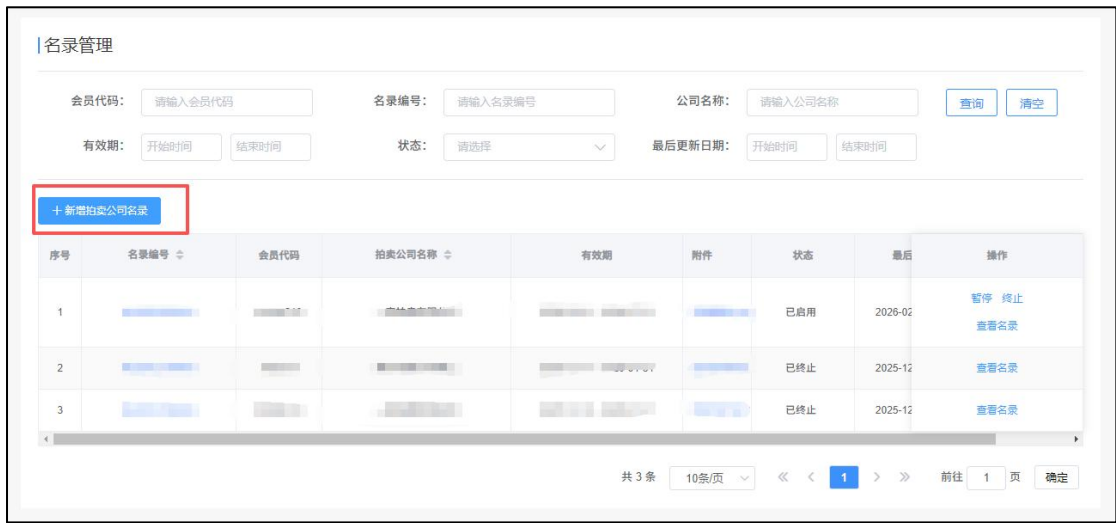 名录管理
会员代码： 请输入会员代码 名录编号： 请输入名录编号 公司名称： 请输入公司名称 查询 清空
有效期： 开始时间 结束时间 状态： 请选择 最后更新日期： 开始时间 结束时间
+ 新增拍卖公司名录
序号 名录编号 会员代码 拍卖公司名称 有效期 附件 状态 最后 操作
1 已启用 2026-02 暂停 终止
查看名录
2 已终止 2025-12 查看名录
3 已终止 2025-12 查看名录
共 3 条 10条/页 1 前往 1 页 确定